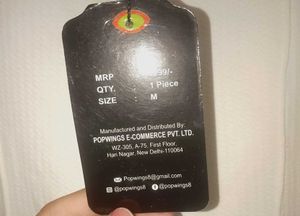 MRP : 99/-
QTY. : 1 Piece
SIZE : M
Manufactured and Distributed By:
POPWINGS E-COMMERCE PVT. LTD.
WZ-305, A-75, First Floor,
Hari Nagar, New Delhi-110064
Popwings8@gmail.com
@popwings8 @popwings8